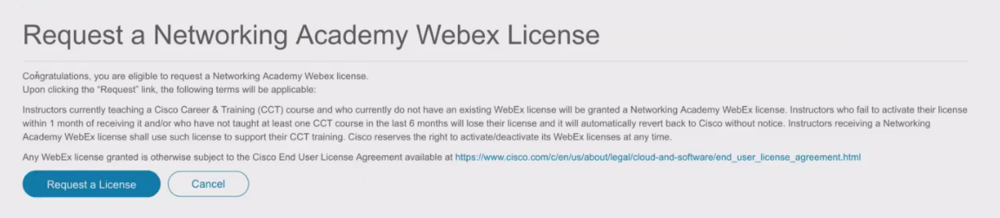 Request a Networking Academy Webex License
Congratulations, you are eligible to request a Networking Academy Webex license.
Upon clicking the "Request" link, the following terms will be applicable:
Instructors currently teaching a Cisco Career & Training (CCT) course and who currently do not have an existing WebEx license will be granted a Networking Academy WebEx license. Instructors who fail to activate their license
within 1 month of receiving it and/or who have not taught at least one CCT course in the last 6 months will lose their license and it will automatically revert back to Cisco without notice. Instructors receiving a Networking
Academy WebEx license shall use such license to support their CCT training. Cisco reserves the right to activate/deactivate its WebEx licenses at any time.
Any WebEx license granted is otherwise subject to the Cisco End User License Agreement available at https://www.cisco.com/c/en/us/about/legal/cloud-and-software/end_user_license_agreement.html
Request a License Cancel